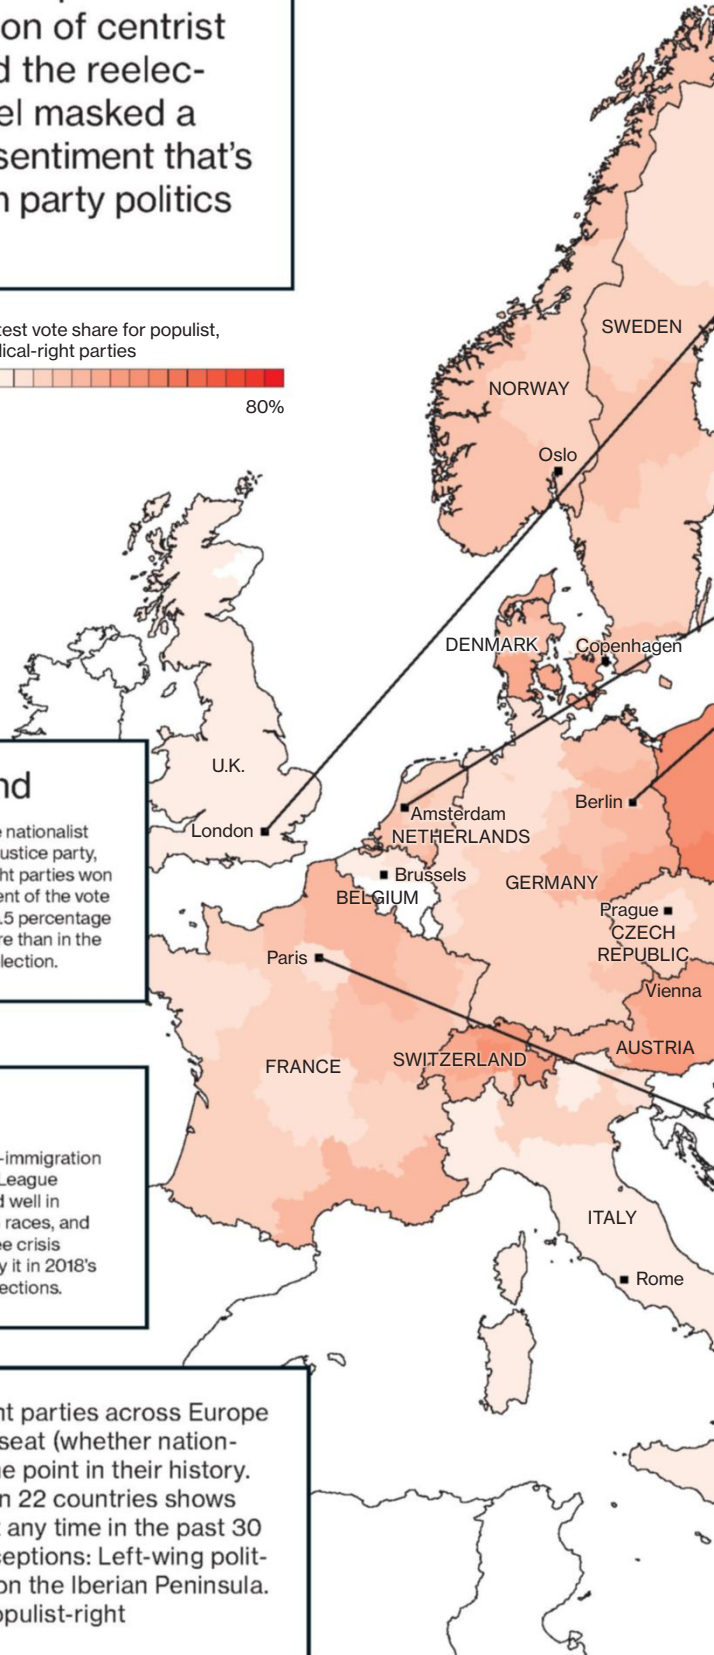 on of centrist
d the reelec-
el masked a
sentiment that's
n party politics
test vote share for populist,
lical-right parties
80%
SWEDEN
NORWAY
Oslo
DENMARK
Copenhagen
U.K.
London
Berlin
Amsterdam
NETHERLANDS
Brussels
BELGIUM
GERMANY
Prague
CZECH
REPUBLIC
Paris
Vienna
AUSTRIA
SWITZERLAND
FRANCE
ITALY
Rome
nd
e nationalist
ustice party,
ht parties won
ent of the vote
.5 percentage
re than in the
lection.
-immigration
League
d well in
races, and
ee crisis
y it in 2018's
ections.
nt parties across Europe
seat (whether nation-
ne point in their history.
n 22 countries shows
t any time in the past 30
ceptions: Left-wing polit-
on the Iberian Peninsula.
opulist-right